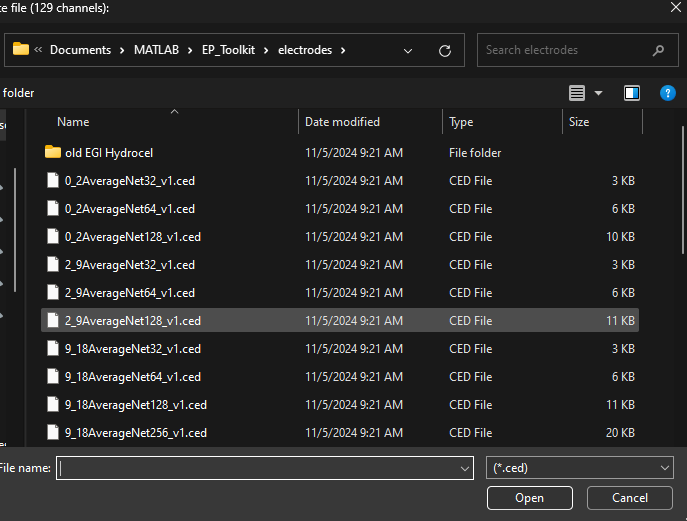 te file (129 channels):
« Documents > MATLAB > EP_Toolkit > electrodes >
Search electrodes
folder
Name Date modified Type Size
old EGI Hydrocel 11/5/2024 9:21 AM File folder
0_2AverageNet32_v1.ced 11/5/2024 9:21 AM CED File 3 KB
0_2AverageNet64_v1.ced 11/5/2024 9:21 AM CED File 6 KB
0_2AverageNet128_v1.ced 11/5/2024 9:21 AM CED File 10 KB
2_9AverageNet32_v1.ced 11/5/2024 9:21 AM CED File 3 KB
2_9AverageNet64_v1.ced 11/5/2024 9:21 AM CED File 6 KB
2_9AverageNet128_v1.ced 11/5/2024 9:21 AM CED File 11 KB
9_18AverageNet32_v1.ced 11/5/2024 9:21 AM CED File 3 KB
9_18AverageNet64_v1.ced 11/5/2024 9:21 AM CED File 6 KB
9_18AverageNet128_v1.ced 11/5/2024 9:21 AM CED File 11 KB
9_18AverageNet256_v1.ced 11/5/2024 9:21 AM CED File 20 KB
File name:
(*.ced)
Open Cancel